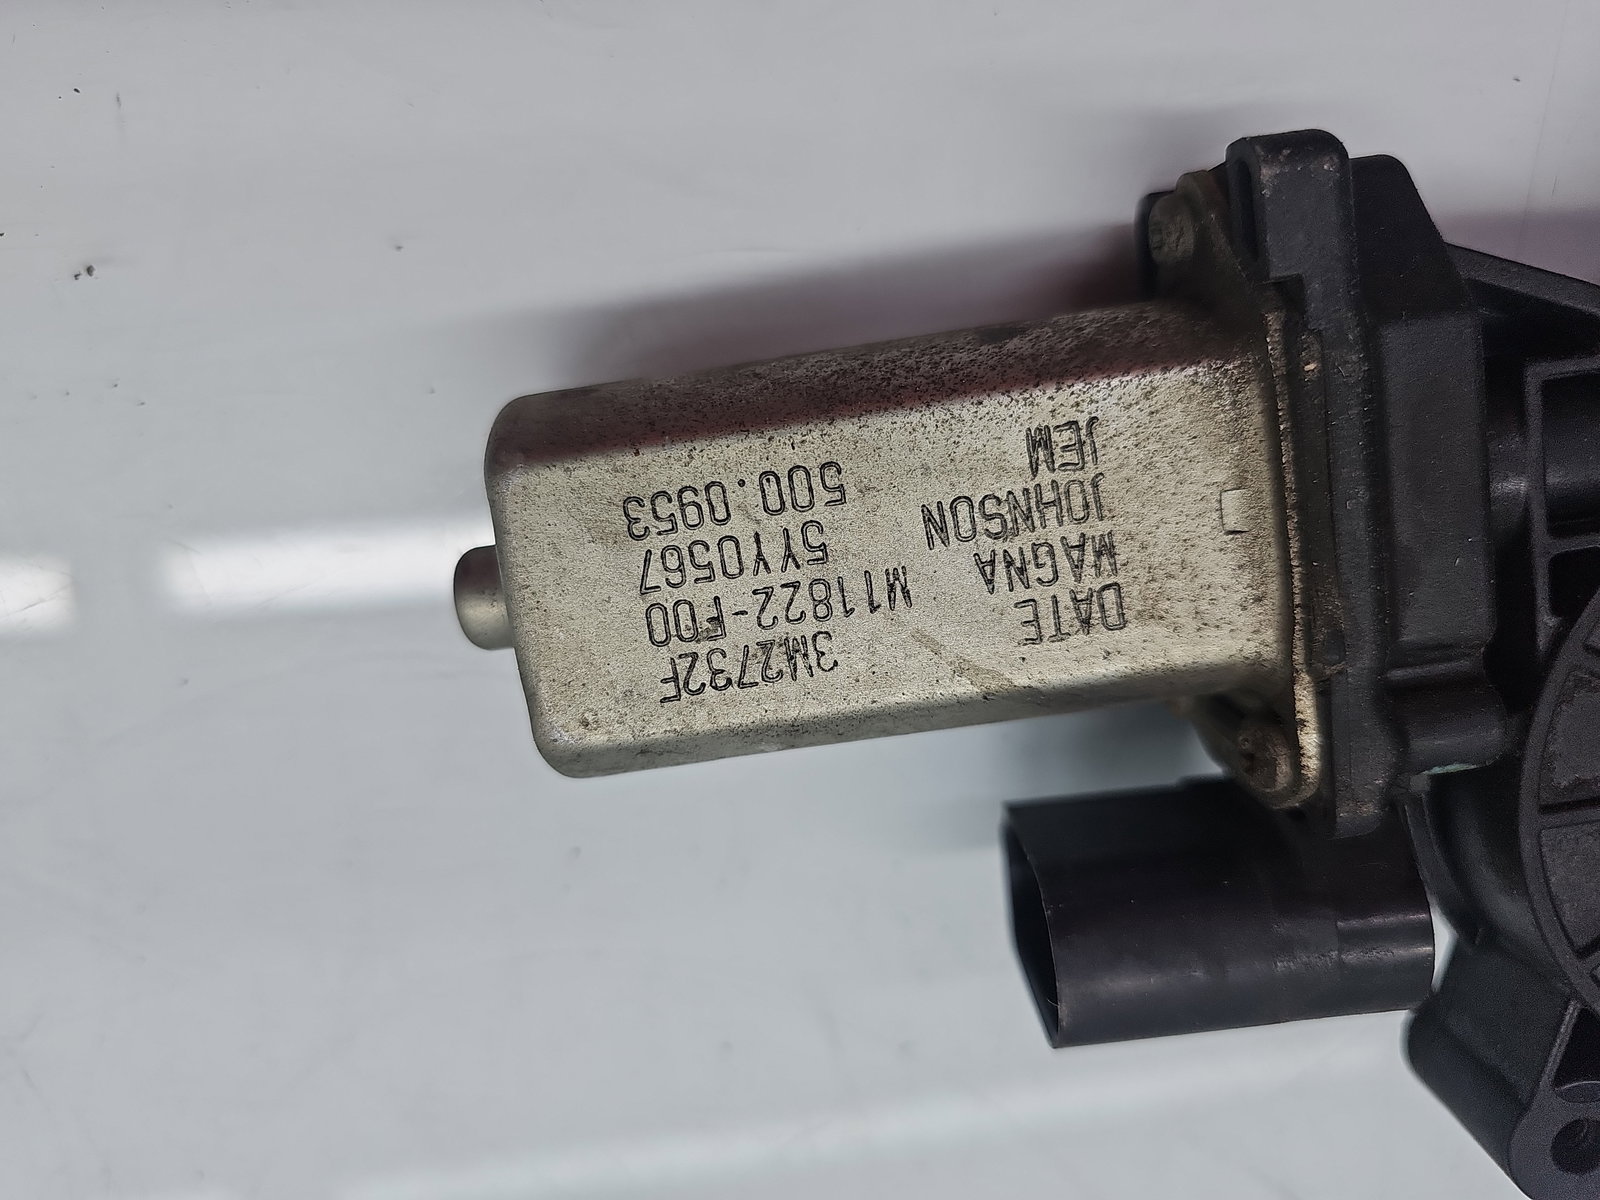 DATE 3M2732F
MAGNA M11822-F00
JOHNSON 5YY0567
JEM 500.0953